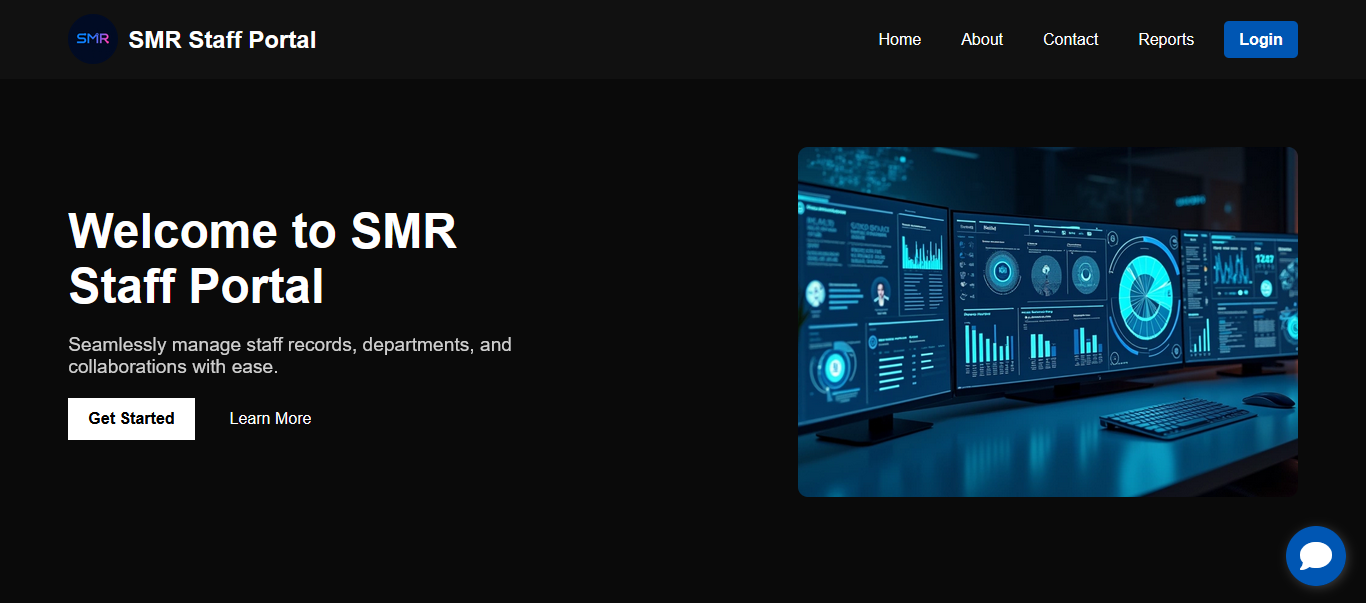 SMR
SMR Staff Portal
Home
About
Contact
Reports
Login
Welcome to SMR
Staff Portal
Seamlessly manage staff records, departments, and
collaborations with ease.
Get Started
Learn More